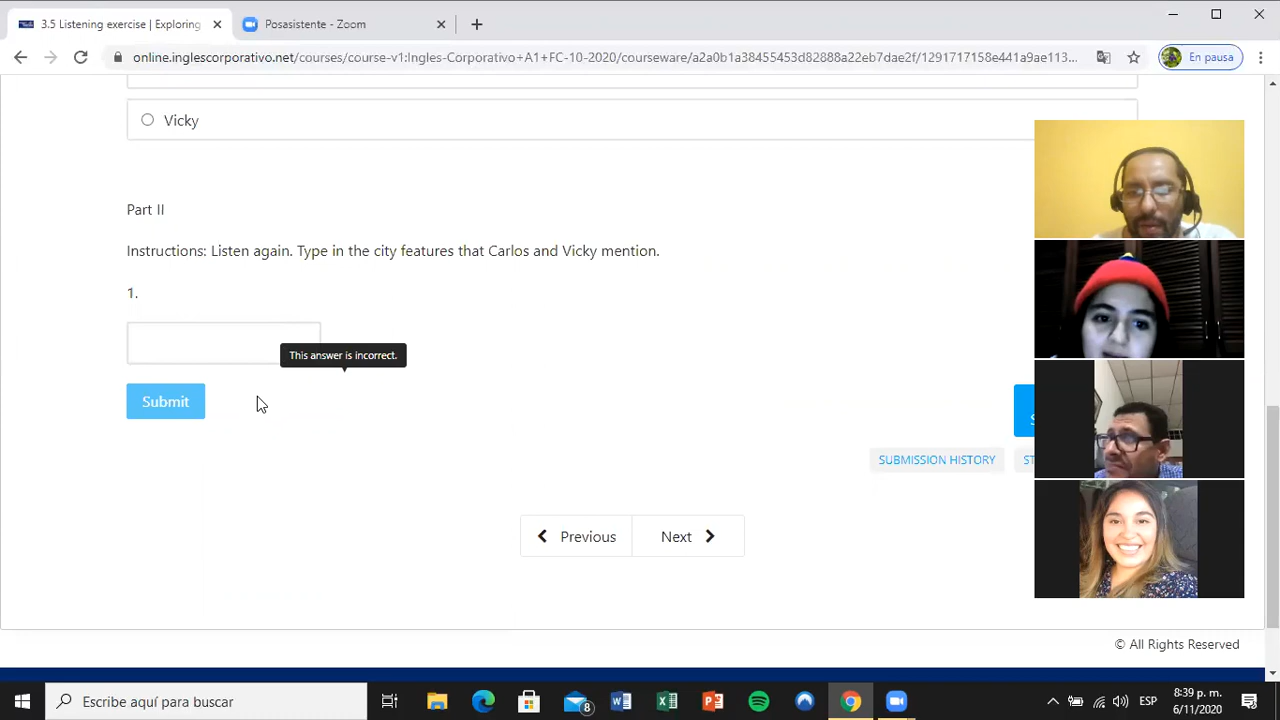 3.5 Listening exercise | Exploring
Posasistente - Zoom
online.inglescorporativo.net/courses/course-v1:Ingles-Corporativo+A1+FC-10-2020/courseware/a2a0b1a38455453d82888a22eb7dae2f/1291717158e441a9ae113...
En pausa
Vicky
Part II
Instructions: Listen again. Type in the city features that Carlos and Vicky mention.
1.
This answer is incorrect.
Submit
SUBMISSION HISTORY
Previous
Next
© All Rights Reserved
Escribe aquí para buscar
8
ESP
8:39 p. m.
6/11/2020